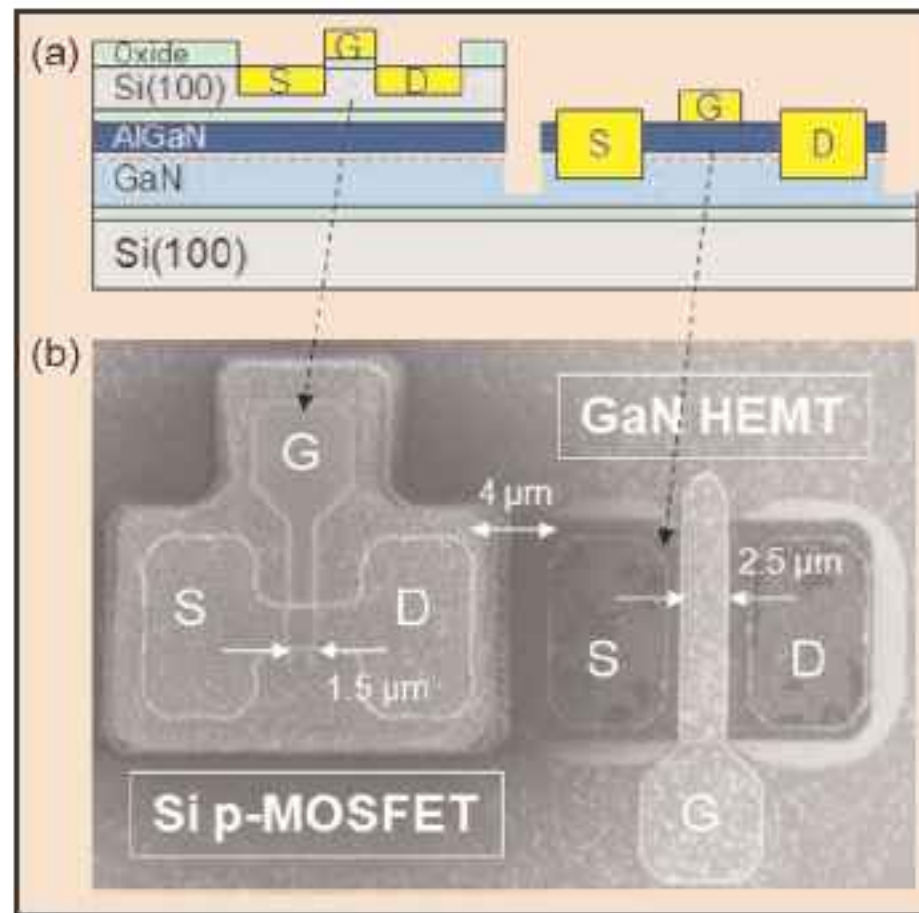 (a)
Oxide
G
S
D
Si(100)
G
AlGaN
S
D
GaN
Si(100)
(b)
GaN HEMT
G
4 µm
2.5 µm
S
D
S
D
1.5 µm
Si p-MOSFET
G